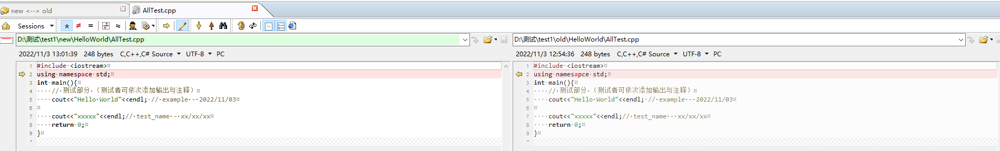 new <--> old
AllTest.cpp
Sessions
D:\测试\test1\new\HelloWorld\AllTest.cpp
2022/11/3 13:01:39 248 bytes C,C++,C# Source UTF-8 PC
1 #include <iostream>
2 using namespace std;
3 int main(){
4 // 测试部分 (测试者可依次添加输出与注释)
5 cout<<"Hello World"<<endl; // example - 2022/11/03
6
7 cout<<"xxxxx"<<endl;// test_name - xx/xx/xx
8 return 0;
9 }
D:\测试\test1\old\HelloWorld\AllTest.cpp
2022/11/3 12:54:36 248 bytes C,C++,C# Source UTF-8 PC
1 #include <iostream>
2 using namesapce std;
3 int main(){
4 // 测试部分 (测试者可依次添加输出与注释)
5 cout<<"Hello World"<<endl; // example - 2022/11/03
6
7 cout<<"xxxxx"<<endl;// test_name - xx/xx/xx
8 return 0;
9 }